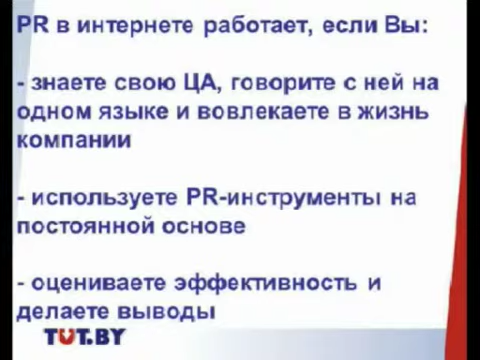 PR в интернете работает, если Вы:
- знаете свою ЦА, говорите с ней на
одном языке и вовлекаете в жизнь
компании
- используете PR-инструменты на
постоянной основе
- оцениваете эффективность и
делаете выводы
TUT.BY